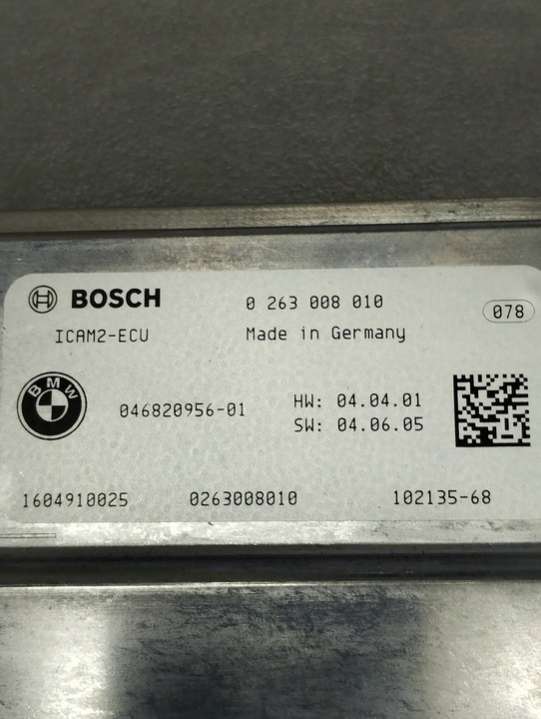 BOSCH 0 263 008 010 078
ICAM2-ECU Made in Germany
BMW 046820956-01 HW: 04.04.01
SW: 04.06.05
1604910025 0263008010 102135-68